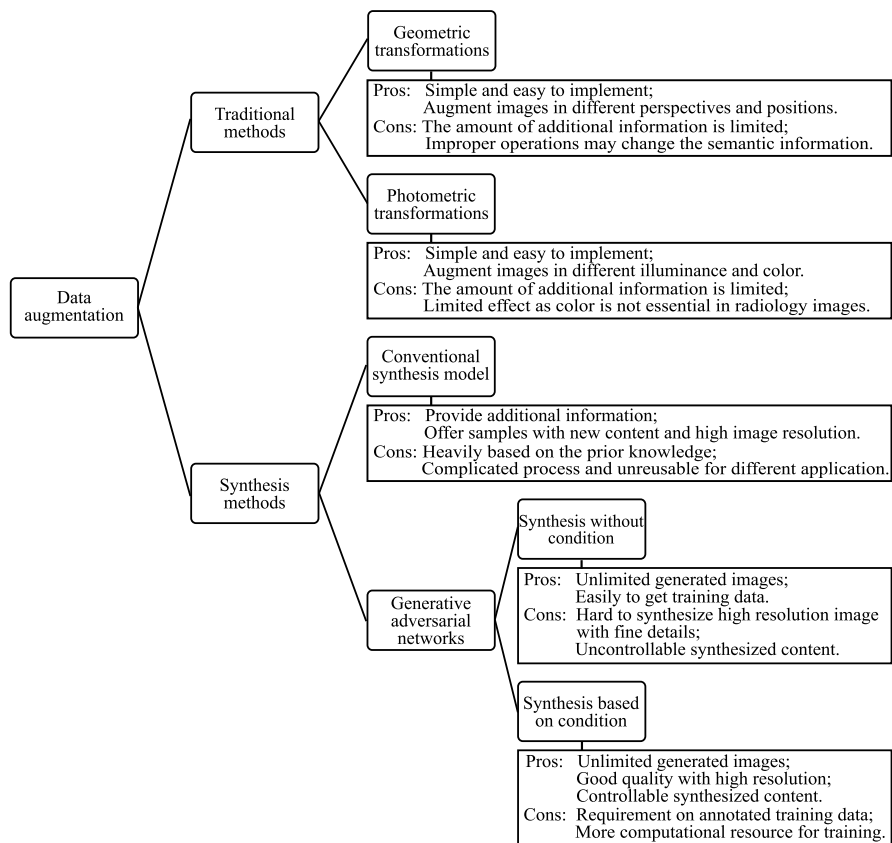 Geometric
transformations
Pros: Simple and easy to implement;
Augment images in different perspectives and positions.
Cons: The amount of additional information is limited;
Improper operations may change the semantic information.
Traditional
methods
Photometric
transformations
Pros: Simple and easy to implement;
Augment images in different illuminance and color.
Cons: The amount of additional information is limited;
Limited effect as color is not essential in radiology images.
Data
augmentation
Conventional
synthesis model
Pros: Provide additional information;
Offer samples with new content and high image resolution.
Cons: Heavily based on the prior knowledge;
Complicated process and unreusable for different application.
Synthesis
methods
Synthesis without
condition
Pros: Unlimited generated images;
Easily to get training data.
Cons: Hard to synthesize high resolution image
with fine details;
Uncontrollable synthesized content.
Generative
adversarial
networks
Synthesis based
on condition
Pros: Unlimited generated images;
Good quality with high resolution;
Controllable synthesized content.
Cons: Requirement on annotated training data;
More computational resource for training.